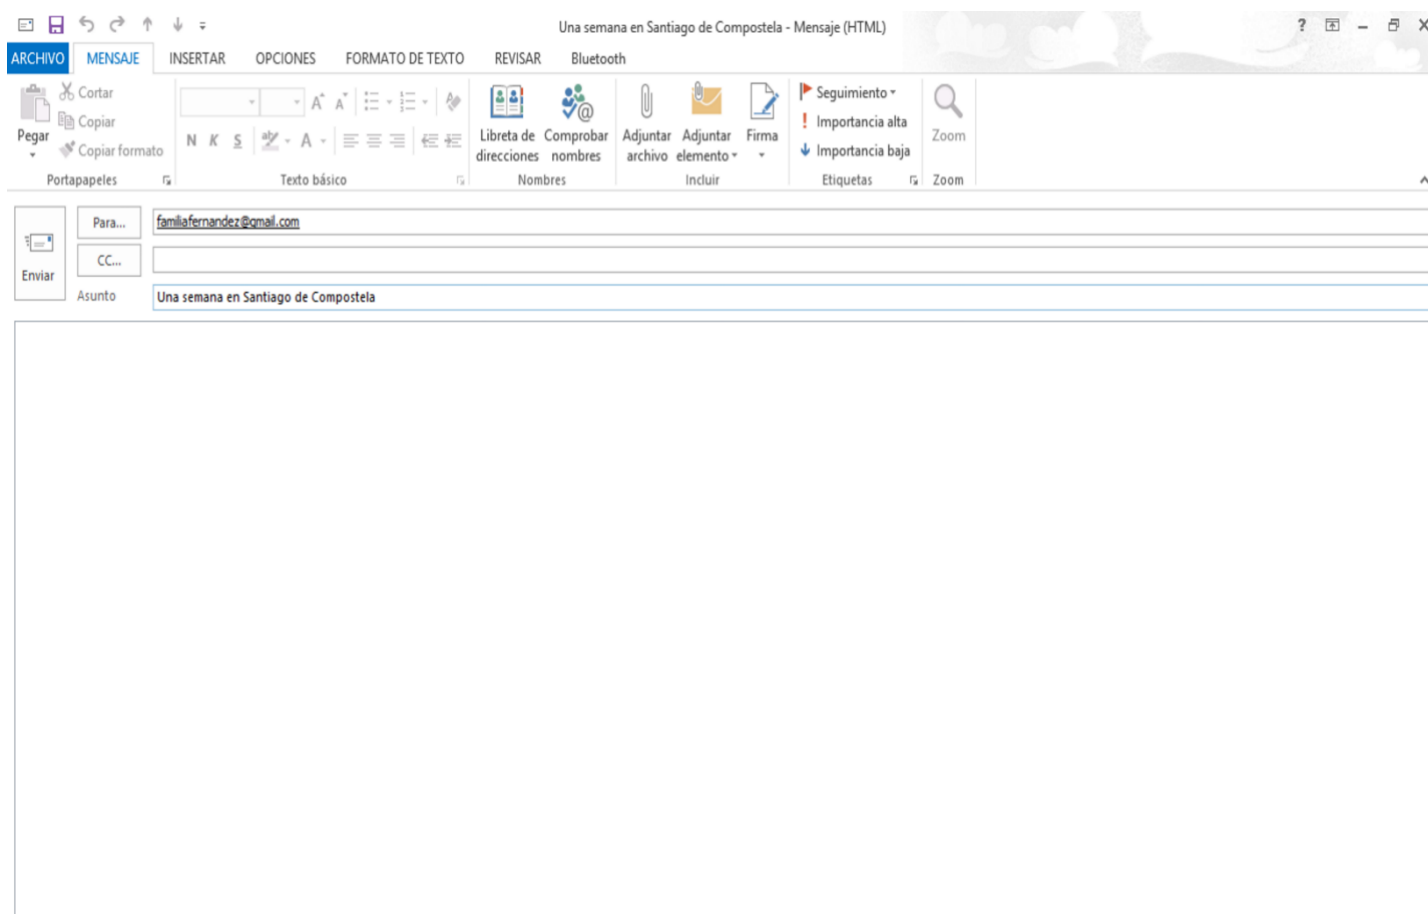 Una semana en Santiago de Compostela - Mensaje (HTML)
ARCHIVO MENSAJE INSERTAR OPCIONES FORMATO DE TEXTO REVISAR Bluetooth
Pegar
Cortar
Copiar
Copiar formato
Portapapeles
N K S
Texto básico
Libreta de direcciones
Comprobar nombres
Nombres
Adjuntar archivo
Adjuntar elemento
Firma
Incluir
Seguimiento
Importancia alta
Importancia baja
Etiquetas
Zoom
Zoom
Enviar
Para... familiafernandez@gmail.com
CC...
Asunto Una semana en Santiago de Compostela